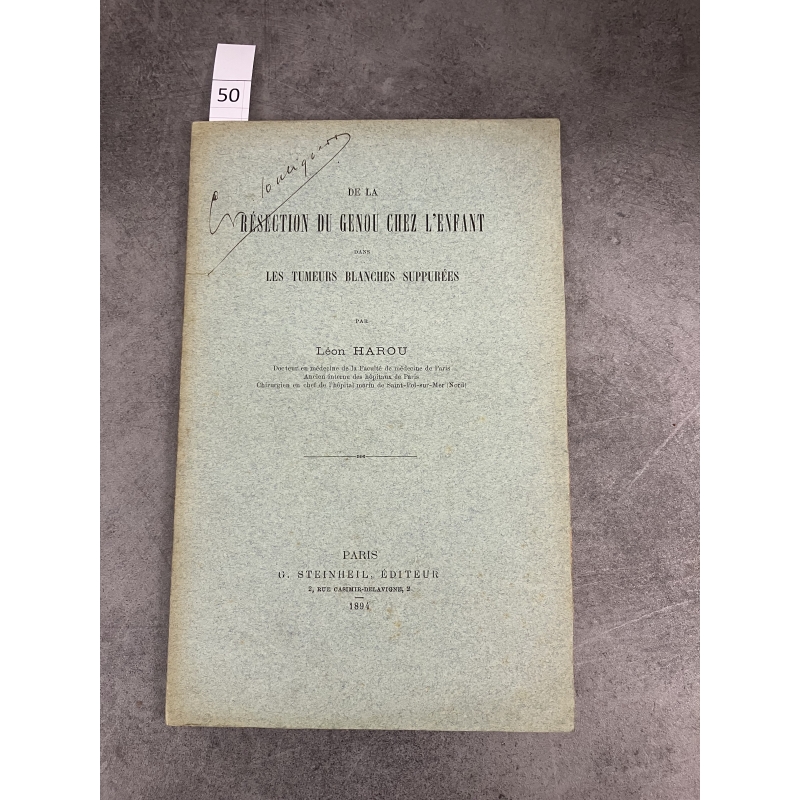 50
DE LA
RÉSECTION DU GENOU CHEZ L'ENFANT
DANS
LES TUMEURS BLANCHES SUPPURÉES
PAR
Léon HAROU
Docteur en médecine de la Faculté de médecine de Paris
Ancien interne des hôpitaux de Paris
Chirurgien en chef de l'hôpital marin de Saint-Pol-sur-Mer (Nord)
PARIS
G. STEINHEIL, ÉDITEUR
2, RUE CASIMIR-DELAVIGNE, 2
1894